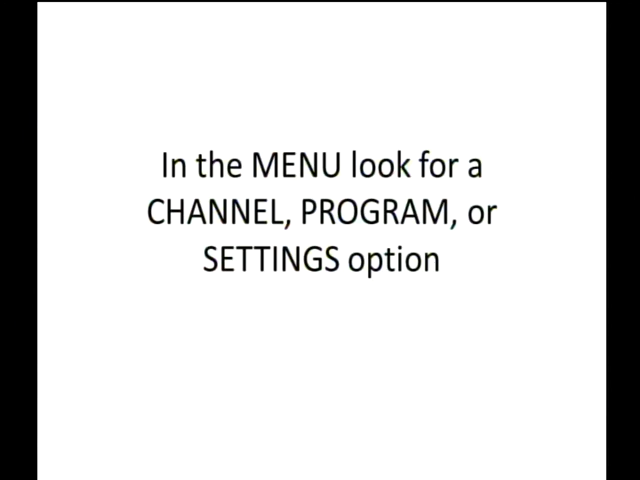 In the MENU look for a
CHANNEL, PROGRAM, or
SETTINGS option